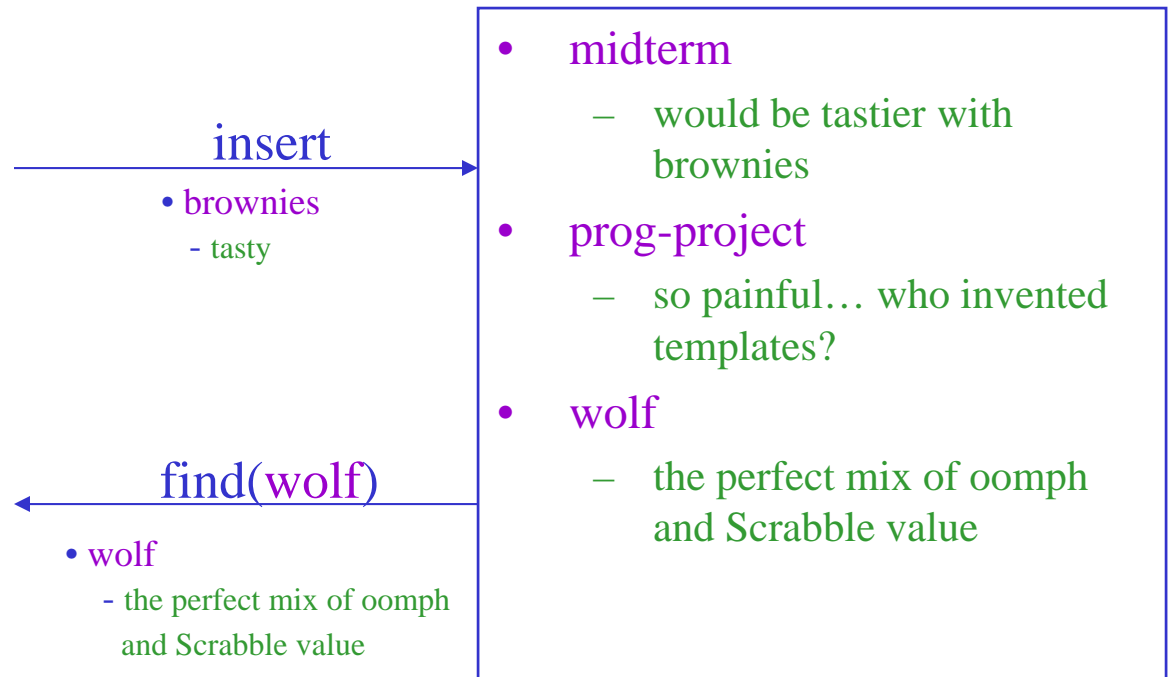 insert
• brownies
- tasty
find(wolf)
• wolf
- the perfect mix of oomph
and Scrabble value
• midterm
– would be tastier with
brownies
• prog-project
– so painful… who invented
templates?
• wolf
– the perfect mix of oomph
and Scrabble value